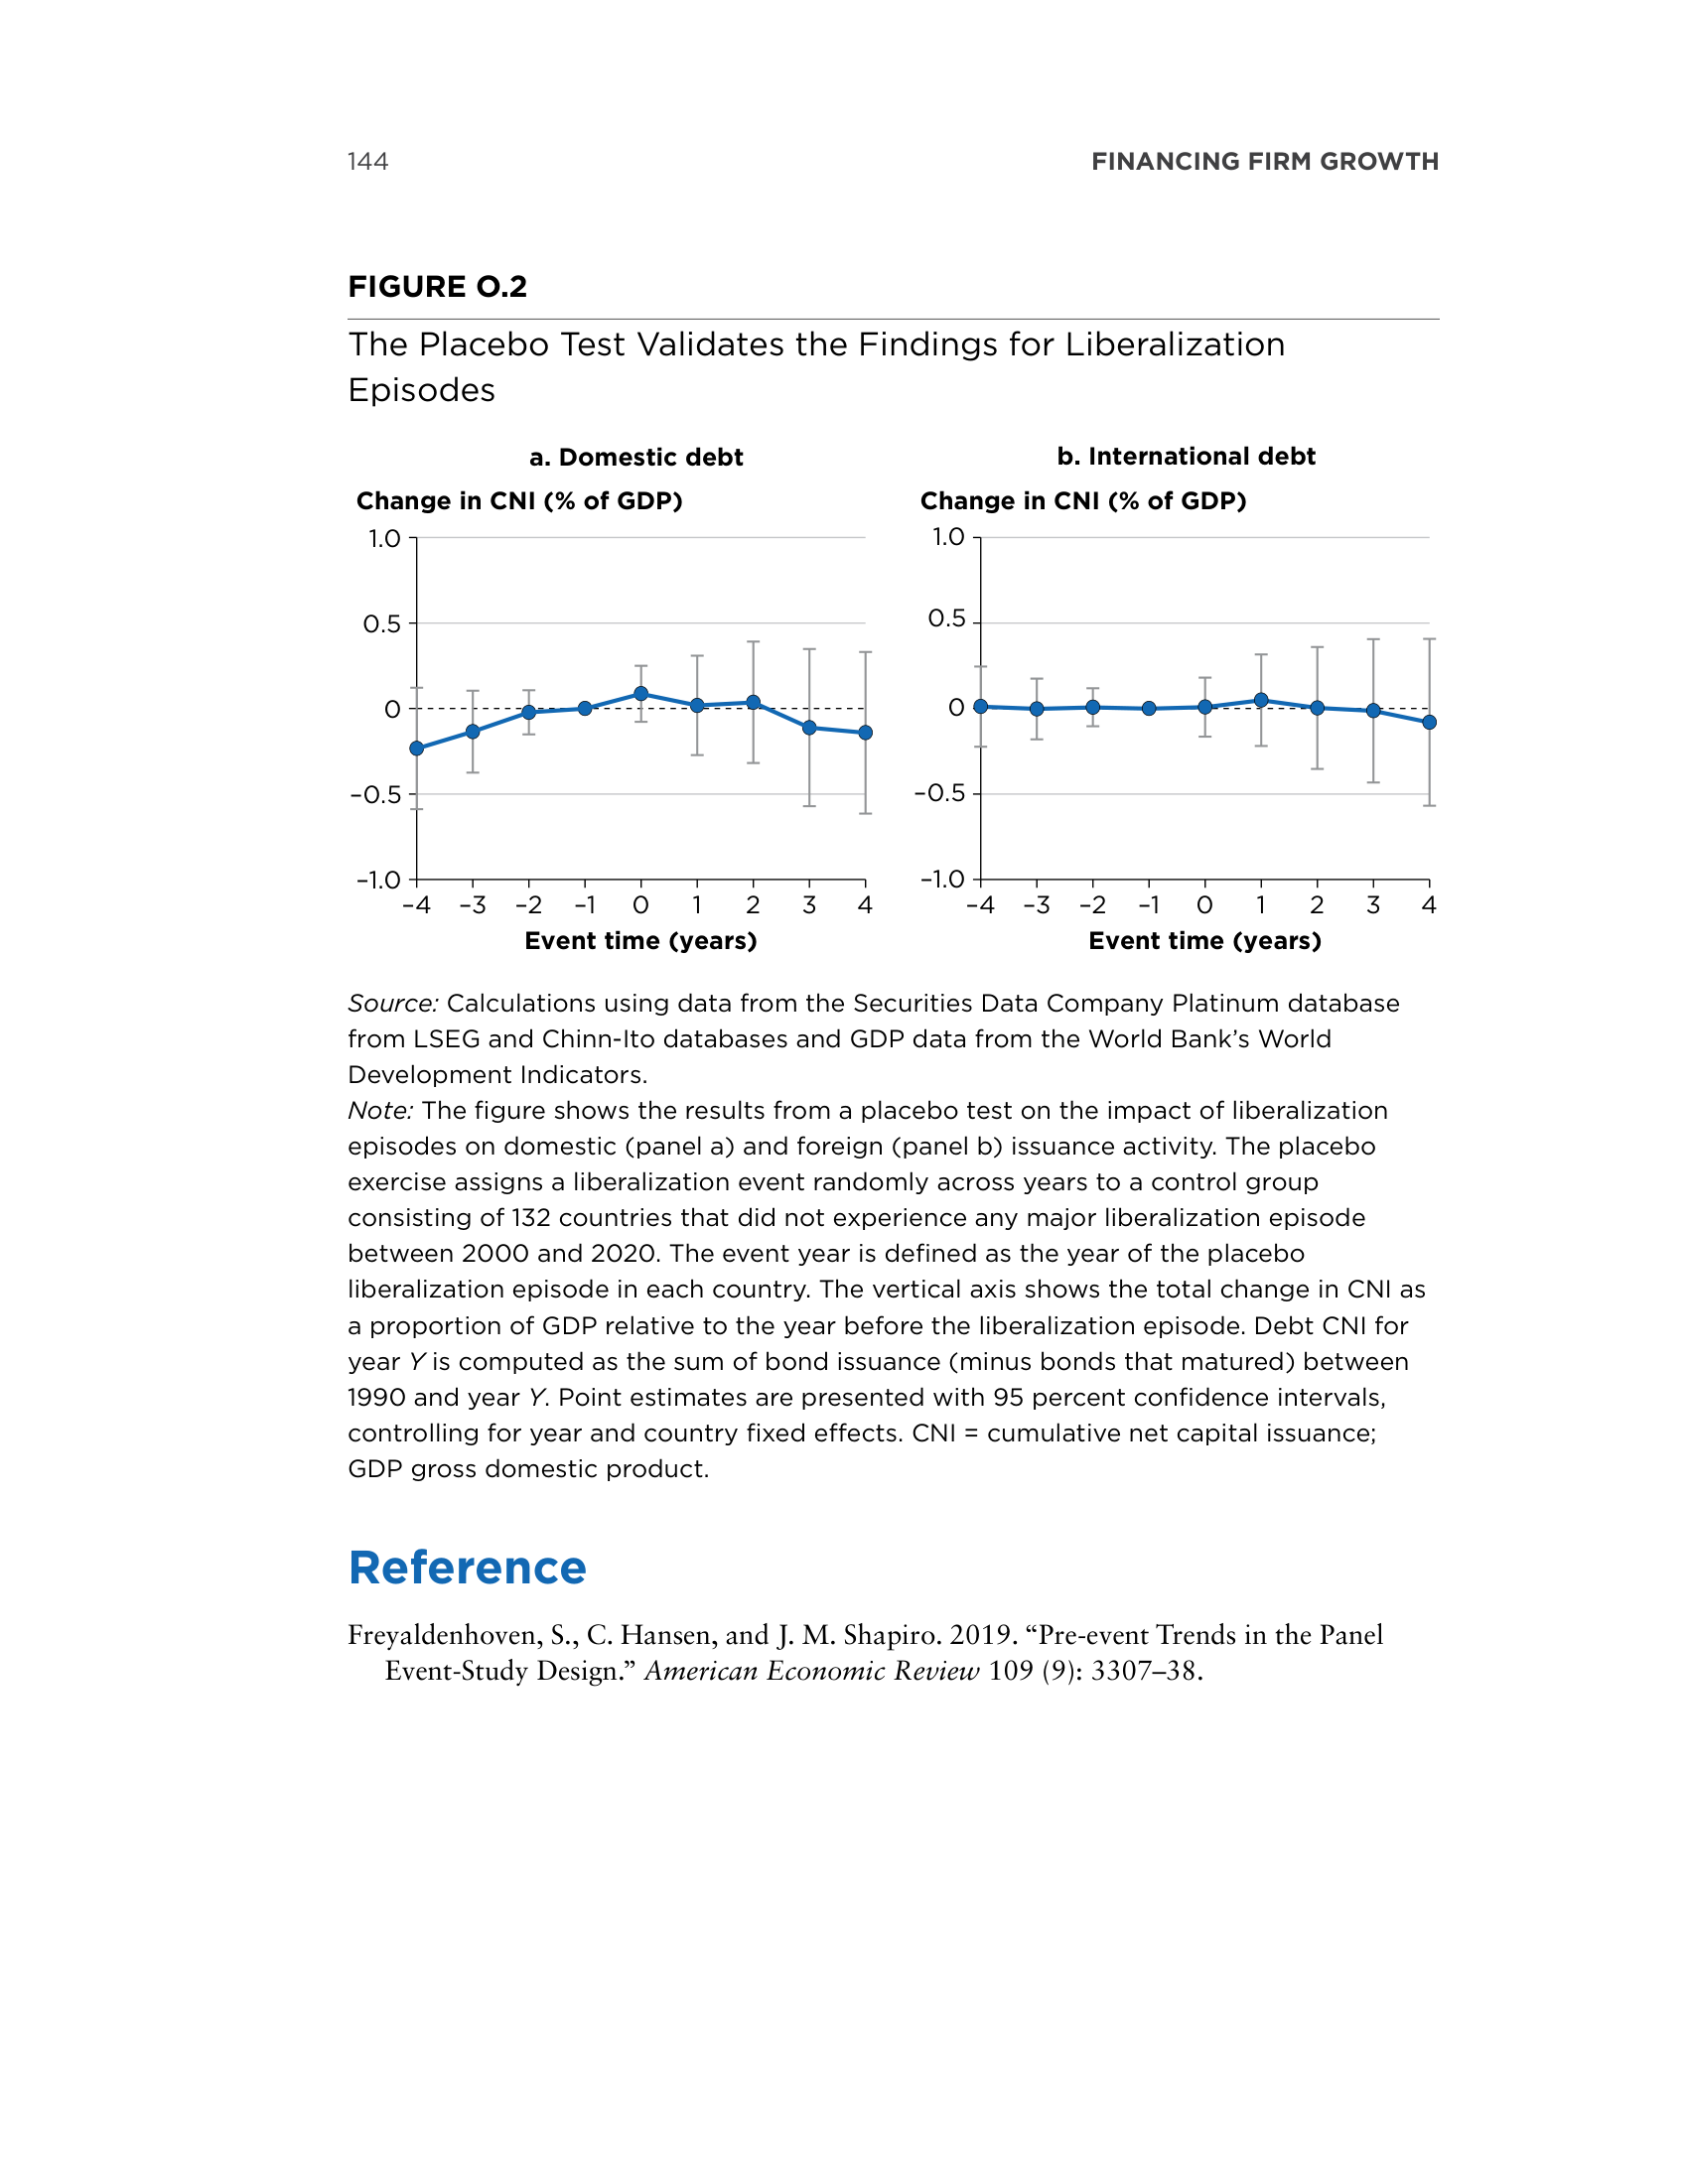 144
FINANCING FIRM GROWTH
FIGURE O.2
The Placebo Test Validates the Findings for Liberalization
Episodes
a. Domestic debt
Change in CNI (% of GDP)
1.0
0.5
0
–0.5
–1.0
–4 –3 –2 –1 0 1 2 3 4
Event time (years)
b. International debt
Change in CNI (% of GDP)
1.0
0.5
0
–0.5
–1.0
–4 –3 –2 –1 0 1 2 3 4
Event time (years)
Source: Calculations using data from the Securities Data Company Platinum database
from LSEG and Chinn-Ito databases and GDP data from the World Bank’s World
Development Indicators.
Note: The figure shows the results from a placebo test on the impact of liberalization
episodes on domestic (panel a) and foreign (panel b) issuance activity. The placebo
exercise assigns a liberalization event randomly across years to a control group
consisting of 132 countries that did not experience any major liberalization episode
between 2000 and 2020. The event year is defined as the year of the placebo
liberalization episode in each country. The vertical axis shows the total change in CNI as
a proportion of GDP relative to the year before the liberalization episode. Debt CNI for
year Y is computed as the sum of bond issuance (minus bonds that matured) between
1990 and year Y. Point estimates are presented with 95 percent confidence intervals,
controlling for year and country fixed effects. CNI = cumulative net capital issuance;
GDP gross domestic product.
Reference
Freyaldenhoven, S., C. Hansen, and J. M. Shapiro. 2019. “Pre-event Trends in the Panel
Event-Study Design.” American Economic Review 109 (9): 3307–38.